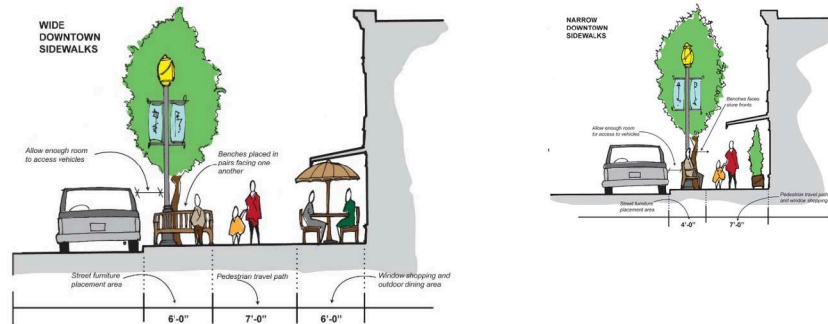 WIDE
DOWNTOWN
SIDEWALKS
Allow enough room
to access vehicles
Benches placed in
pairs facing one
another
Street furniture
placement area
Pedestrian travel path
Window shopping and
outdoor dining area
6'-0"
7'-0"
6'-0"
NARROW
DOWNTOWN
SIDEWALKS
Benches faces
store fronts
Allow enough room
to access vehicles
Street furniture
placement area
Pedestrian travel path
and window shopping
4'-0"
7'-0"